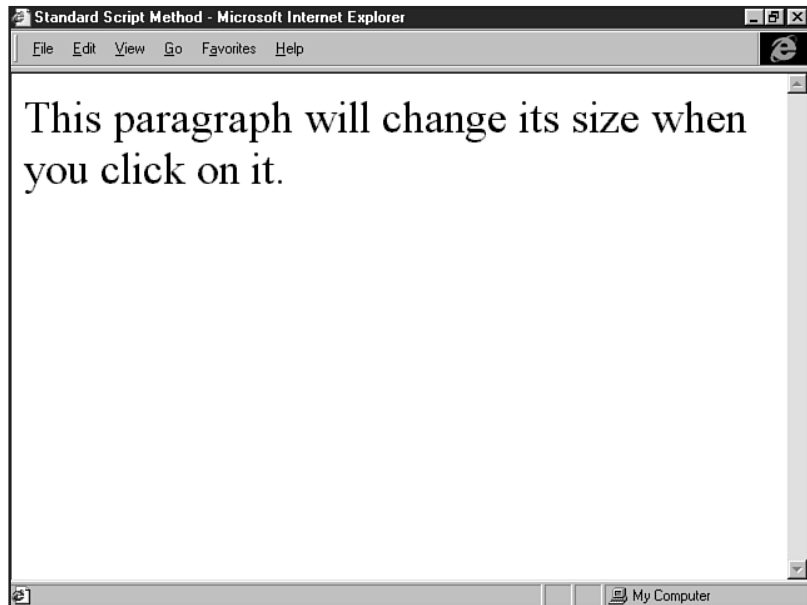 Standard Script Method - Microsoft Internet Explorer
File Edit View Go Favorites Help
This paragraph will change its size when
you click on it.
My Computer